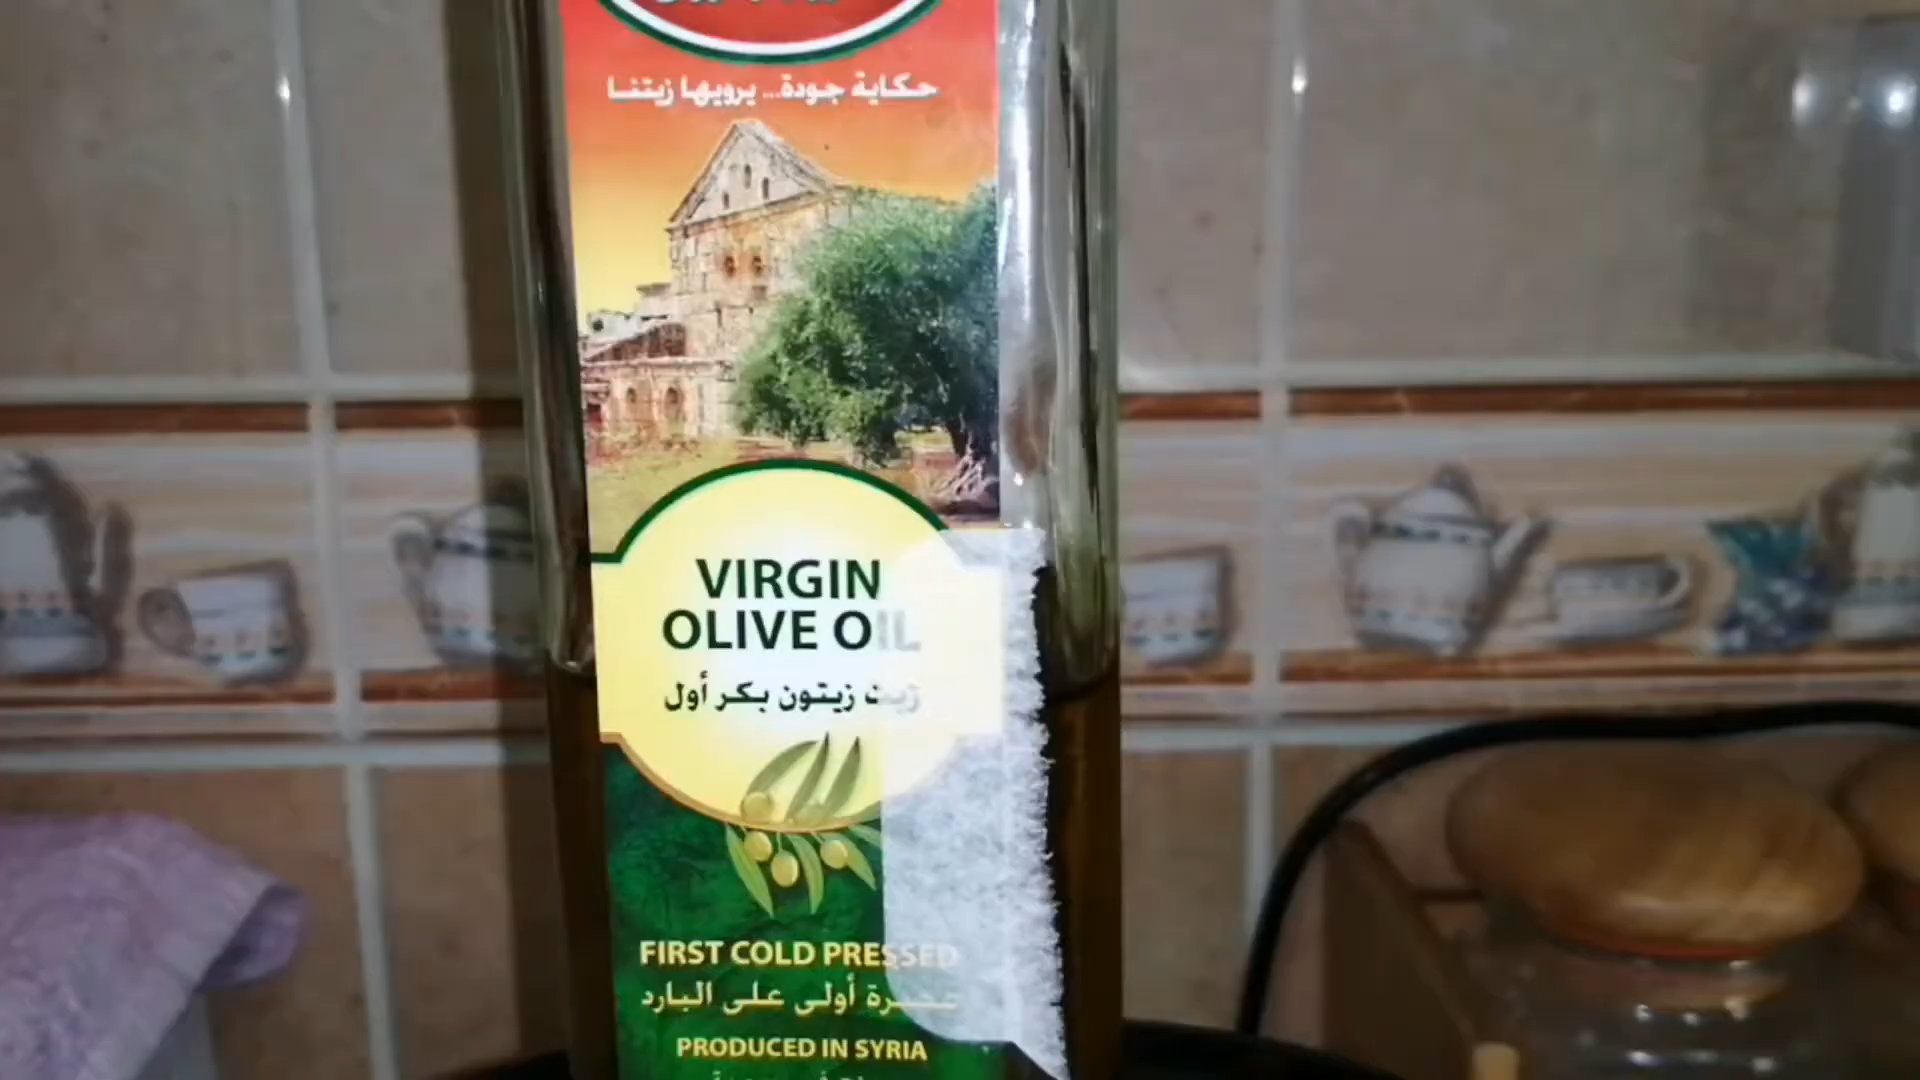 حكاية جودة... يرويها زيتنا
VIRGIN
OLIVE OIL
زيت زيتون بكر أول
FIRST COLD PRESSED
عصرة أولى على البارد
PRODUCED IN SYRIA